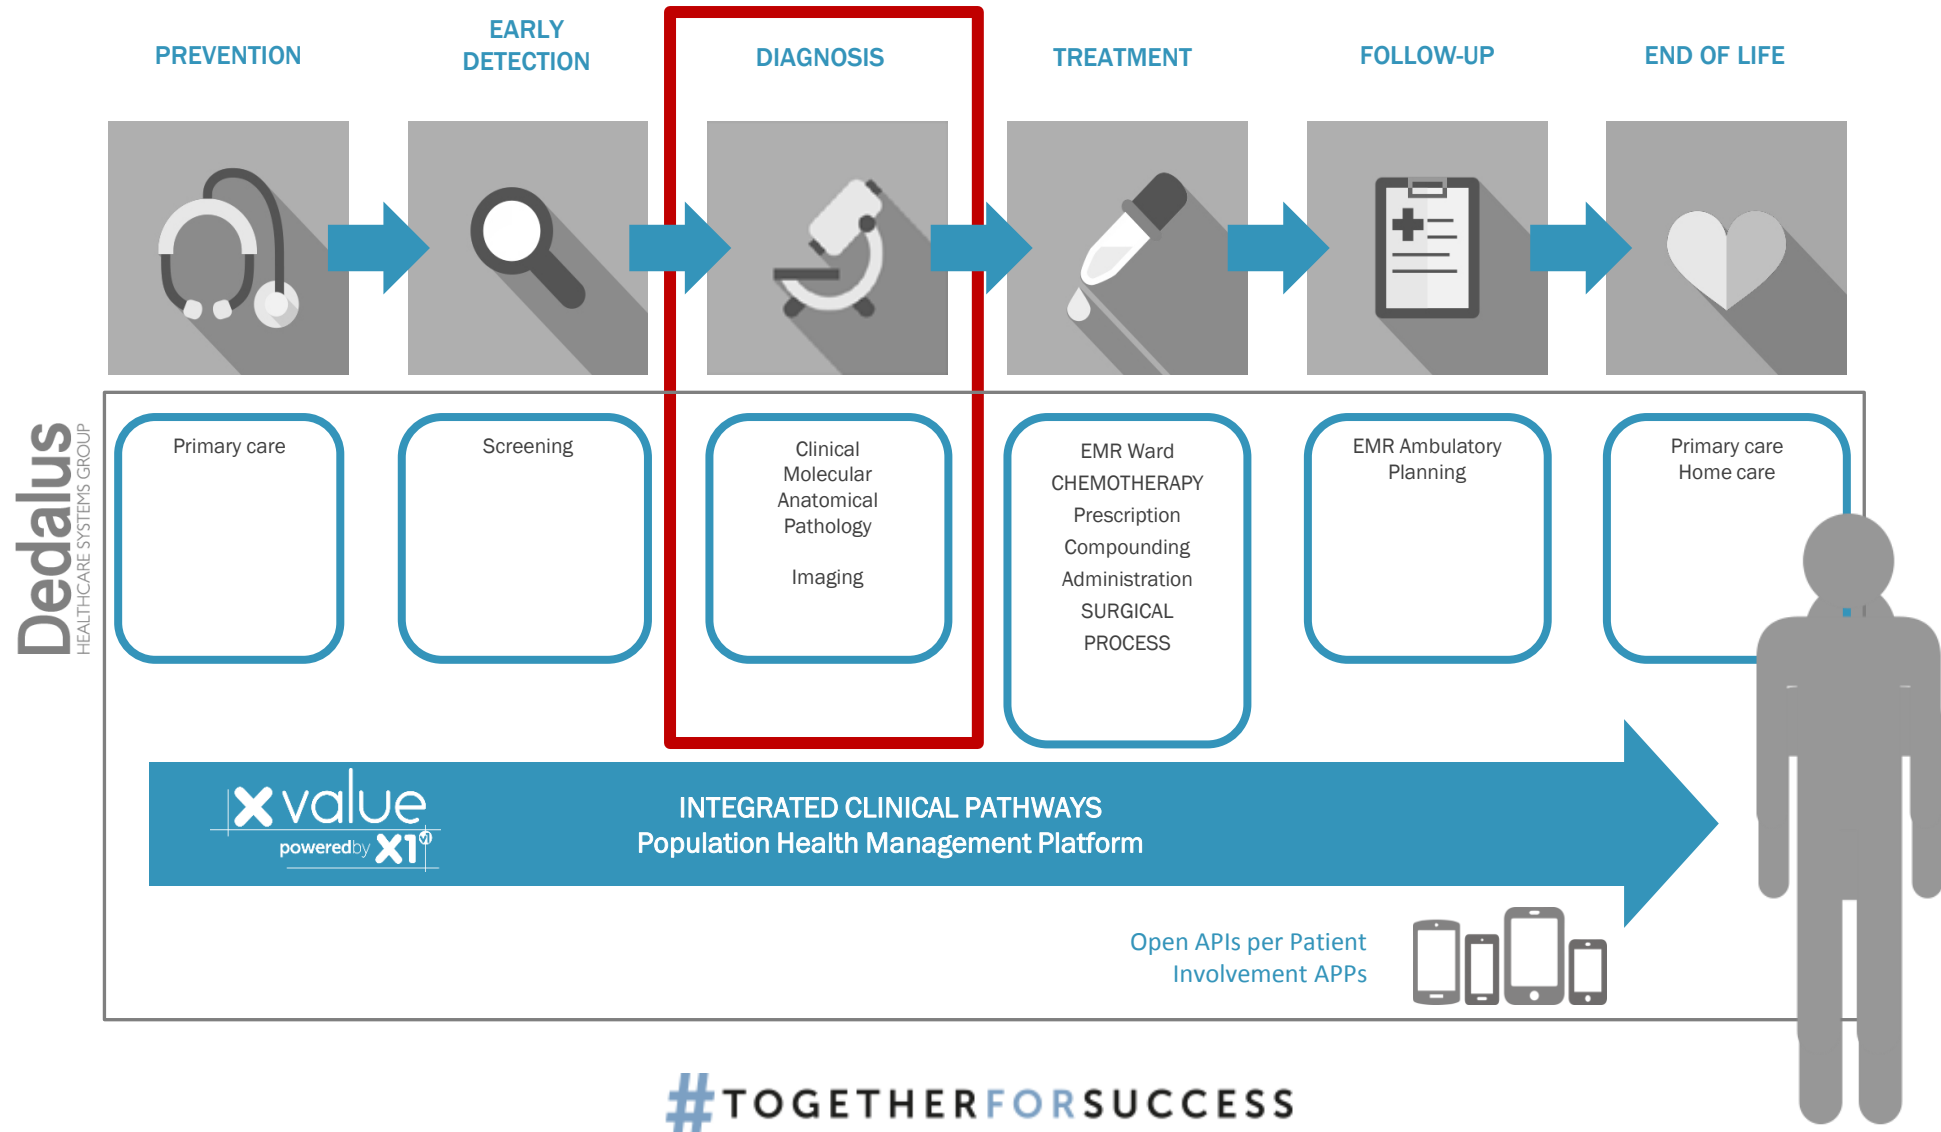 PREVENTION
EARLY
DETECTION
DIAGNOSIS
TREATMENT
FOLLOW-UP
END OF LIFE
Dedalus
HEALTHCARE SYSTEMS GROUP
Primary care
Screening
Clinical
Molecular
Anatomical
Pathology
Imaging
EMR Ward
CHEMOTHERAPY
Prescription
Compounding
Administration
SURGICAL
PROCESS
EMR Ambulatory
Planning
Primary care
Home care
X value
powered by X1 v1
INTEGRATED CLINICAL PATHWAYS
Population Health Management Platform
Open APIs per Patient
Involvement APPs
#TOGETHERFORSUCCESS